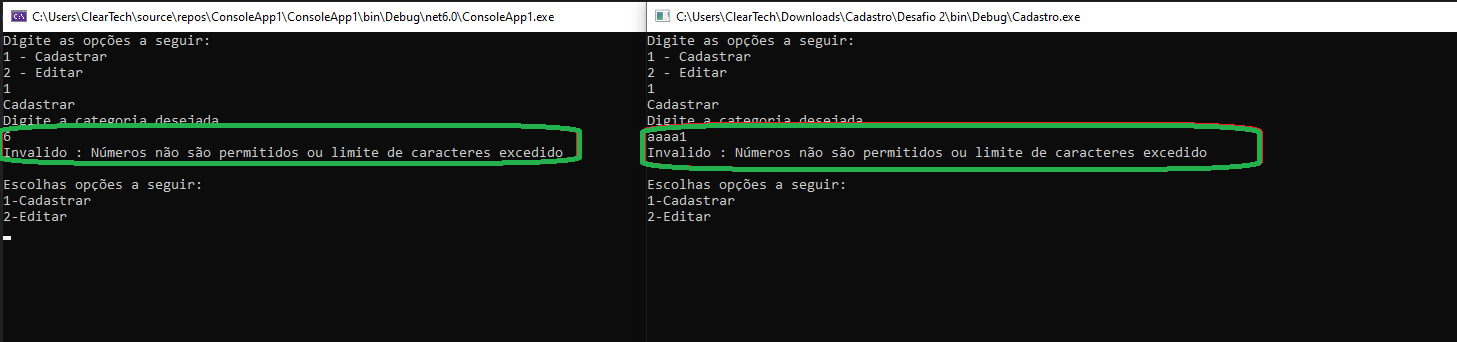 C:\Users\ClearTech\source\repos\ConsoleApp1\ConsoleApp1\bin\Debug\net6.0\ConsoleApp1.exe
Digite as opções a seguir:
1 - Cadastrar
2 - Editar
1
Cadastrar
Digite a categoria desejada
6
Invalido : Números não são permitidos ou limite de caracteres excedido
Escolhas opções a seguir:
1-Cadastrar
2-Editar
C:\Users\ClearTech\Downloads\Cadastro\Desafio 2\bin\Debug\Cadastro.exe
Digite as opções a seguir:
1 - Cadastrar
2 - Editar
1
Cadastrar
Digite a categoria desejada
aaaa1
Invalido : Números não são permitidos ou limite de caracteres excedido
Escolhas opções a seguir:
1-Cadastrar
2-Editar